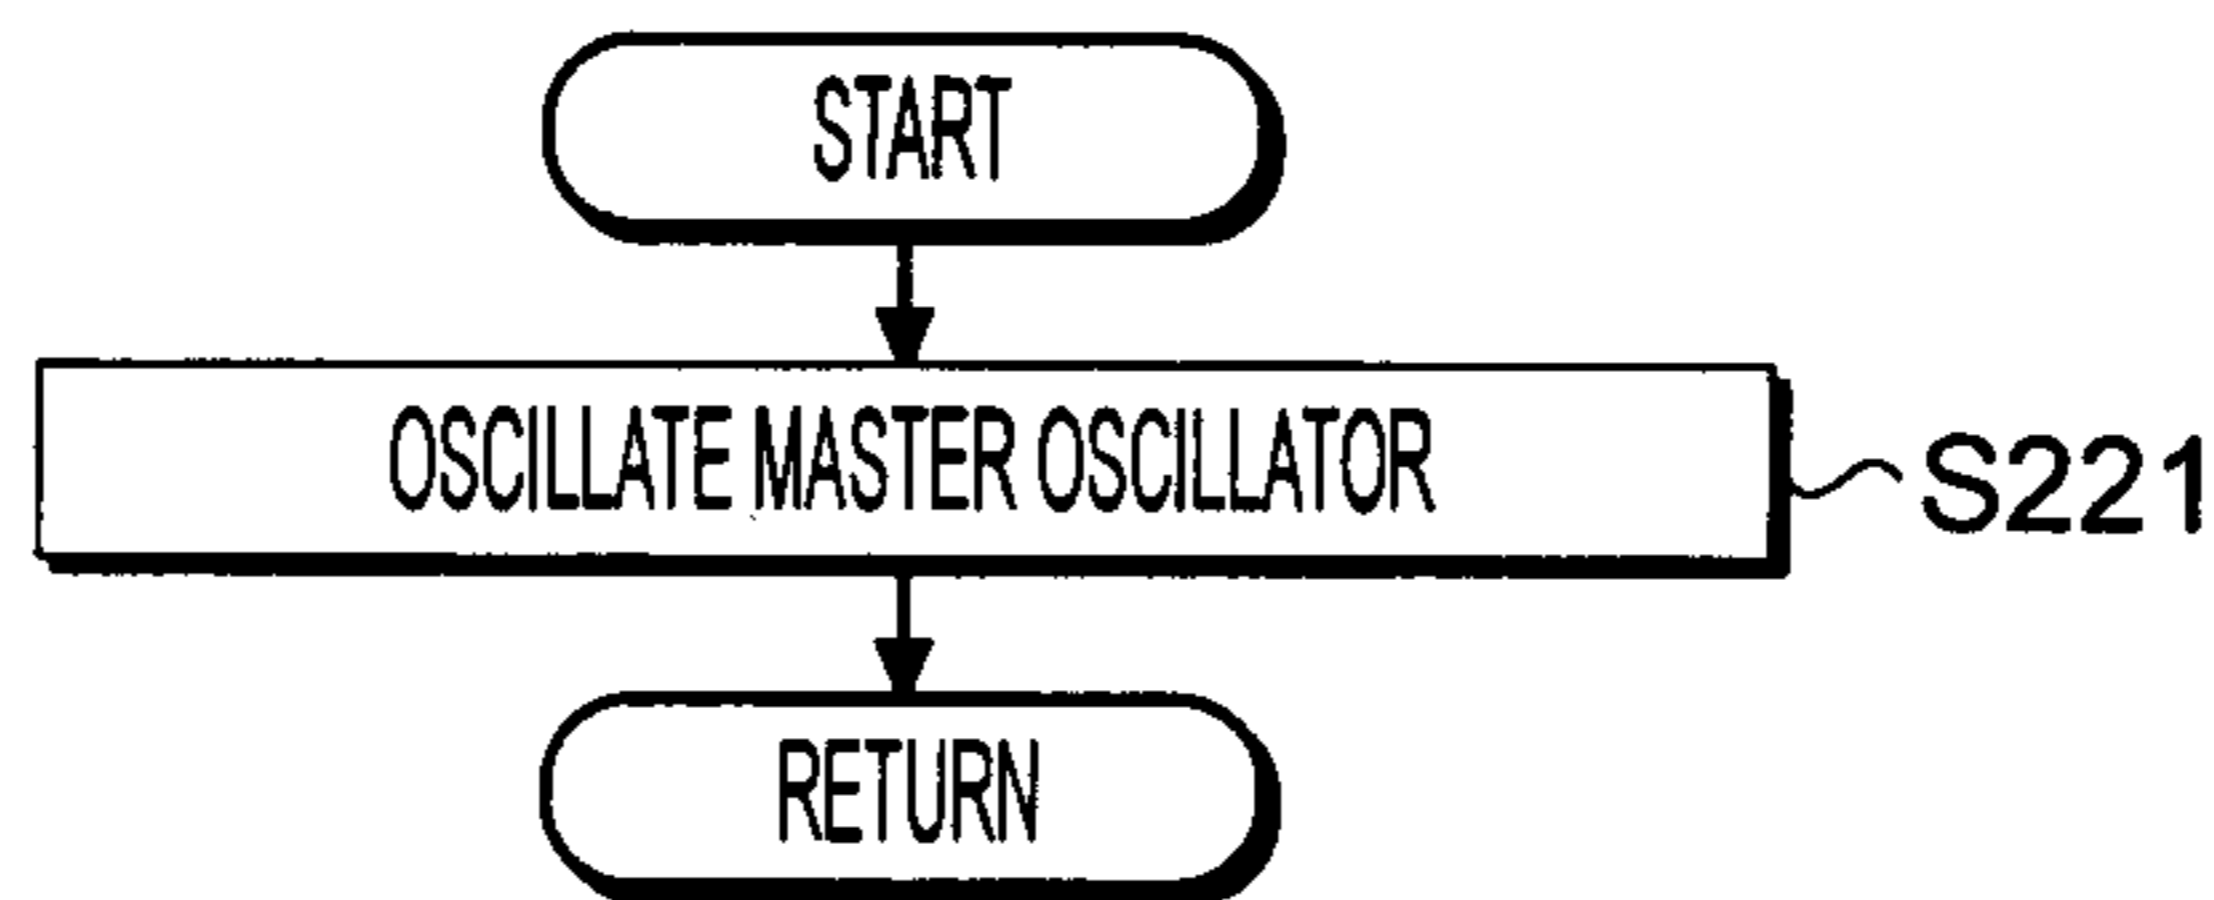 START
OSCILLATE MASTER OSCILLATOR
S221
RETURN